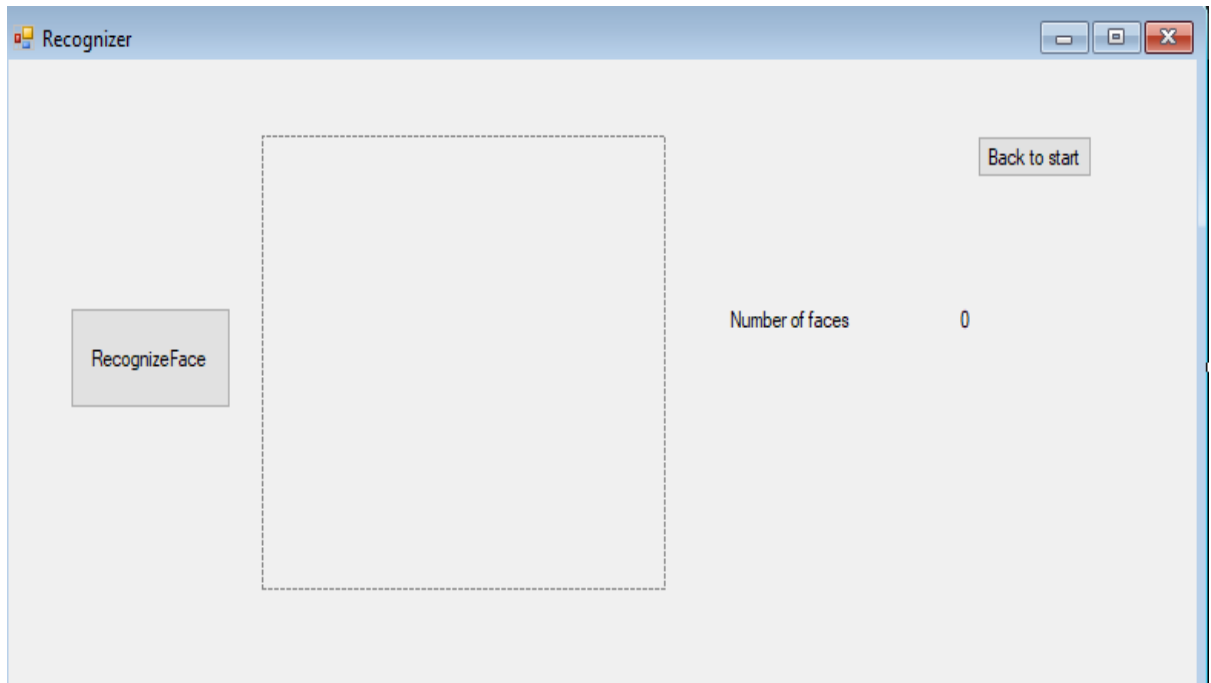 Recognizer
Back to start
Number of faces 0
RecognizeFace